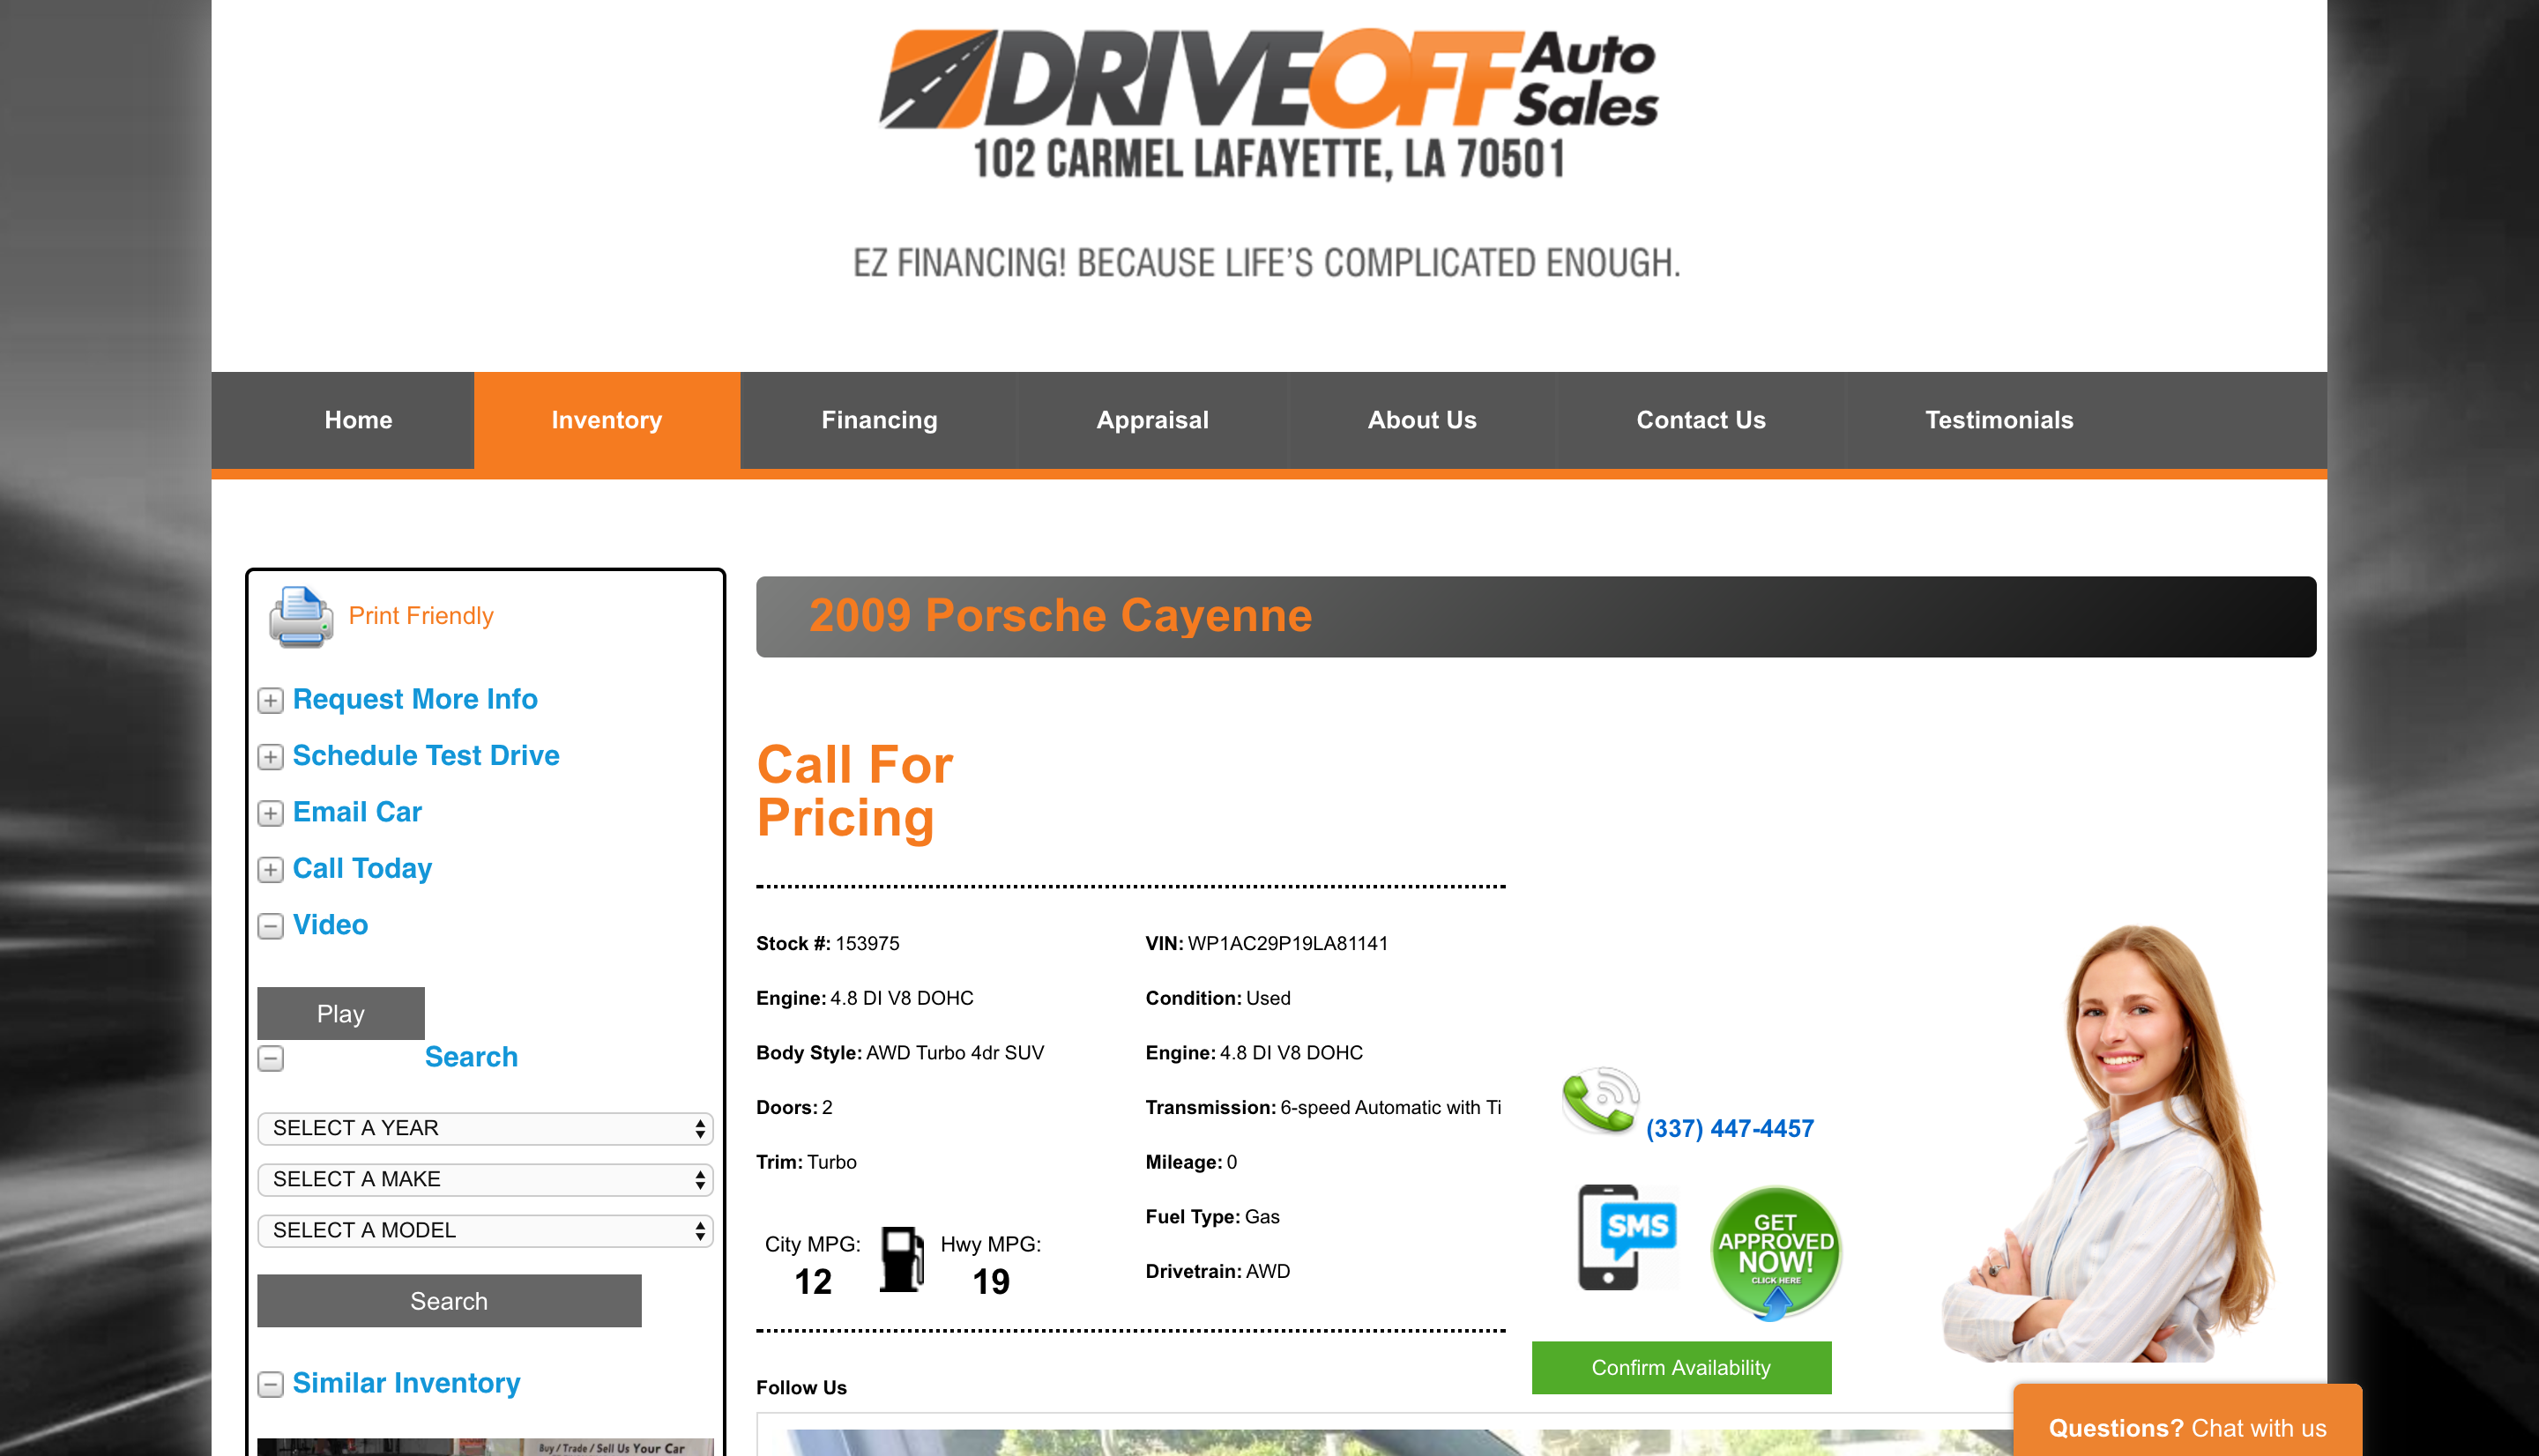 DRIVEOFF Auto Sales
102 CARMEL LAFAYETTE, LA 70501
EZ FINANCING! BECAUSE LIFE'S COMPLICATED ENOUGH.
Home Inventory Financing Appraisal About Us Contact Us Testimonials
Print Friendly
Request More Info
Schedule Test Drive
Email Car
Call Today
Video
Play
Search
SELECT A YEAR
SELECT A MAKE
SELECT A MODEL
Search
Similar Inventory
Buy / Trade / Sell Us Your Car
2009 Porsche Cayenne
Call For
Pricing
Stock #: 153975
Engine: 4.8 DI V8 DOHC
Body Style: AWD Turbo 4dr SUV
Doors: 2
Trim: Turbo
City MPG:
12
Hwy MPG:
19
VIN: WP1AC29P19LA81141
Condition: Used
Engine: 4.8 DI V8 DOHC
Transmission: 6-speed Automatic with Ti
Mileage: 0
Fuel Type: Gas
Drivetrain: AWD
(337) 447-4457
SMS
GET
APPROVED
NOW!
CLICK HERE
Confirm Availability
Follow Us
Questions? Chat with us